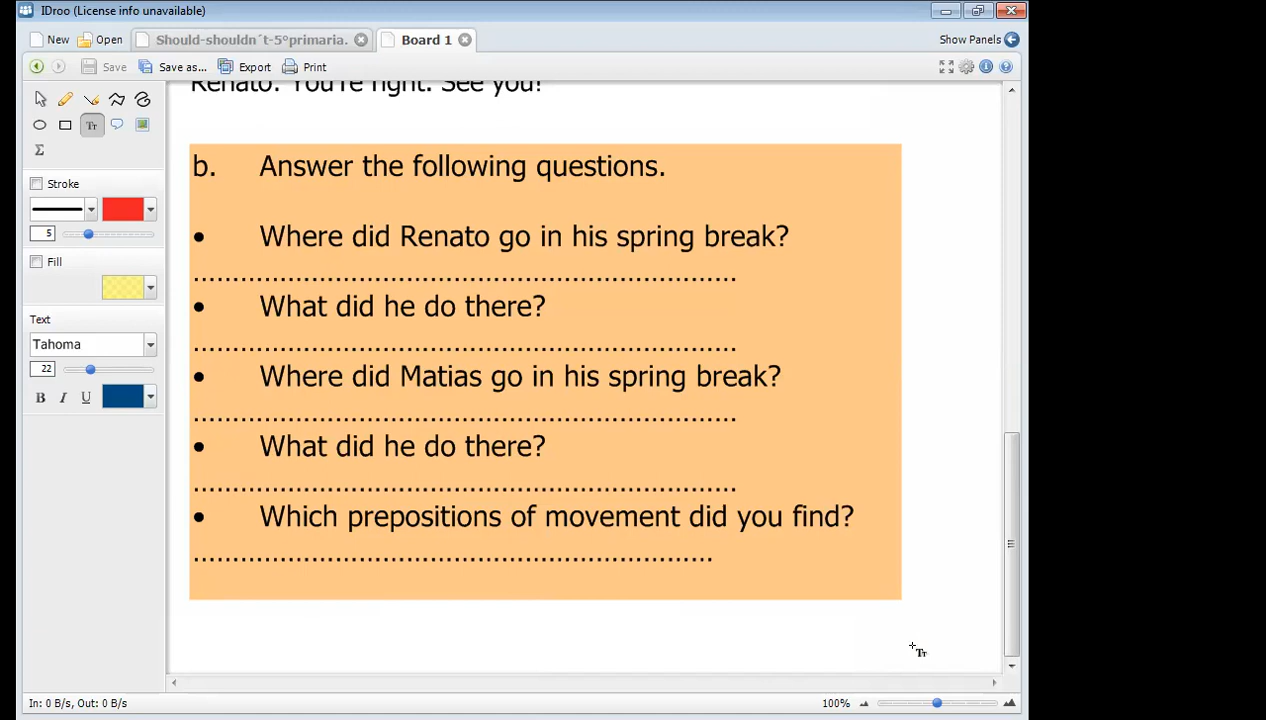 IDroo (License info unavailable)
New Open Should-shouldn´t-5°primaria. Board 1 Show Panels
Save Save as... Export Print
Renato: You're right. See you!
b. Answer the following questions.
• Where did Renato go in his spring break?
.....................................................................
• What did he do there?
.....................................................................
• Where did Matias go in his spring break?
.....................................................................
• What did he do there?
.....................................................................
• Which prepositions of movement did you find?
..................................................................
Stroke
5
Fill
Text
Tahoma
22
B I U
In: 0 B/s, Out: 0 B/s 100%